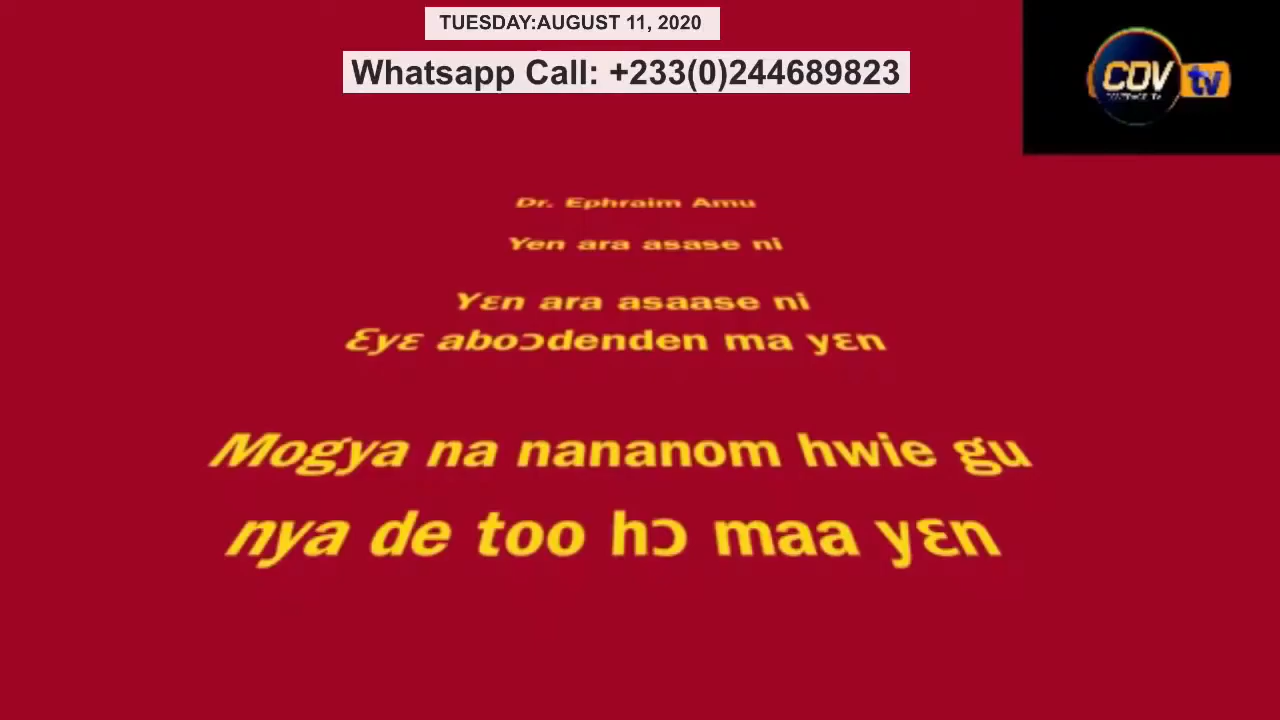 TUESDAY:AUGUST 11, 2020
Whatsapp Call: +233(0)244689823
COV tv
Dr. Ephraim Amu
Yen ara asase ni
Yɛn ara asaase ni
Ɛyɛ aboɔdenden ma yɛn
Mogya na nananom hwie gu
nya de too hɔ maa yɛn